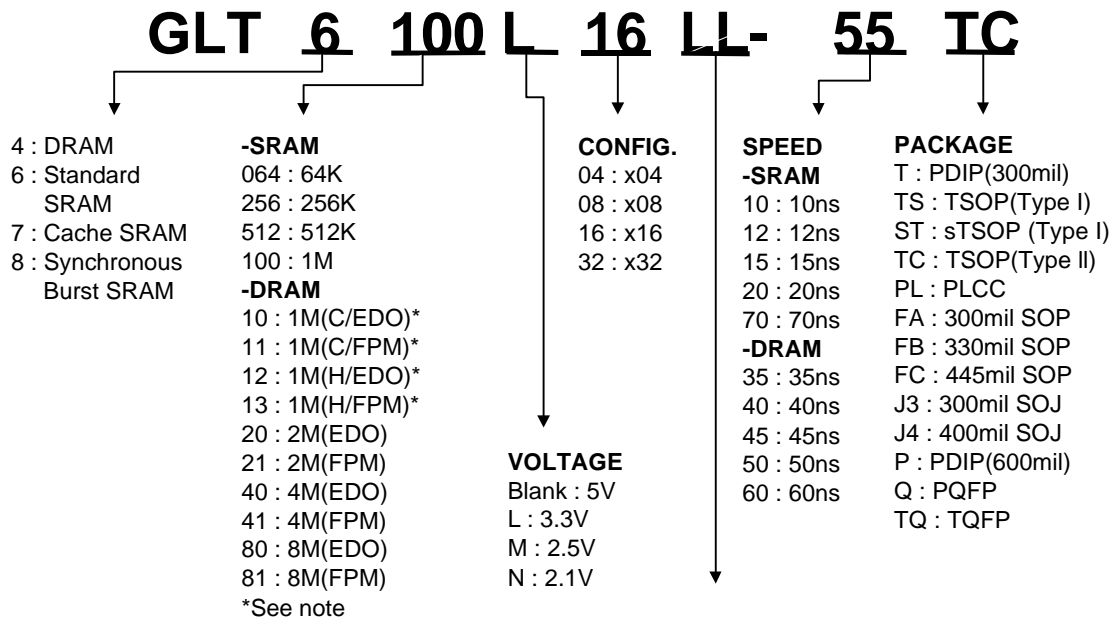 GLT 6 100 L 16 LL- 55 TC
4 : DRAM
6 : Standard
SRAM
7 : Cache SRAM
8 : Synchronous
Burst SRAM
-SRAM
064 : 64K
256 : 256K
512 : 512K
100 : 1M
-DRAM
10 : 1M(C/EDO)*
11 : 1M(C/FPM)*
12 : 1M(H/EDO)*
13 : 1M(H/FPM)*
20 : 2M(EDO)
21 : 2M(FPM)
40 : 4M(EDO)
41 : 4M(FPM)
80 : 8M(EDO)
81 : 8M(FPM)
*See note
VOLTAGE
Blank : 5V
L : 3.3V
M : 2.5V
N : 2.1V
CONFIG.
04 : x04
08 : x08
16 : x16
32 : x32
SPEED
-SRAM
10 : 10ns
12 : 12ns
15 : 15ns
20 : 20ns
70 : 70ns
-DRAM
35 : 35ns
40 : 40ns
45 : 45ns
50 : 50ns
60 : 60ns
PACKAGE
T : PDIP(300mil)
TS : TSOP(Type I)
ST : sTSOP (Type I)
TC : TSOP(Type ll)
PL : PLCC
FA : 300mil SOP
FB : 330mil SOP
FC : 445mil SOP
J3 : 300mil SOJ
J4 : 400mil SOJ
P : PDIP(600mil)
Q : PQFP
TQ : TQFP